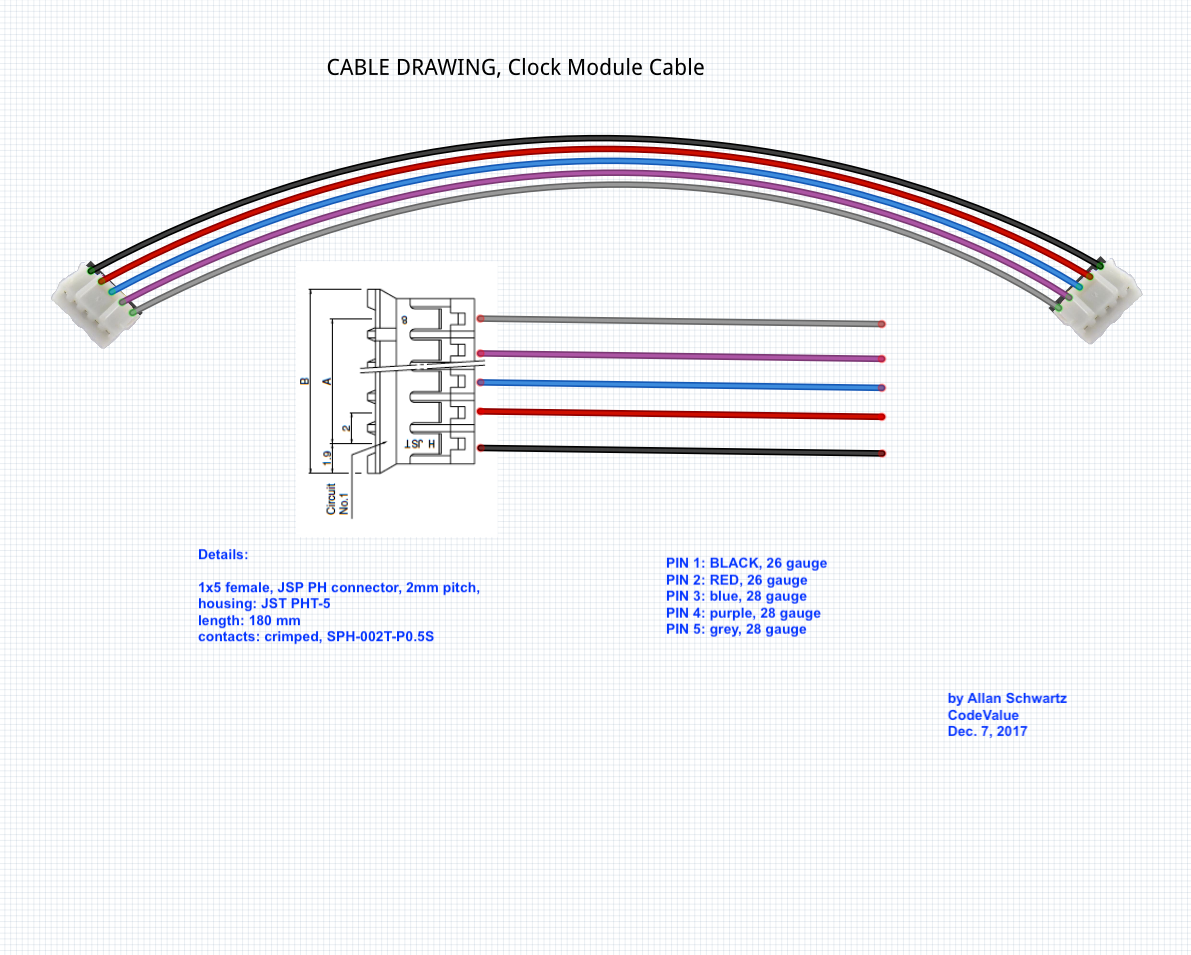 CABLE DRAWING, Clock Module Cable
8
B
A
2
1.9
H JST
Circuit
No.1
Details:
1x5 female, JSP PH connector, 2mm pitch,
housing: JST PHT-5
length: 180 mm
contacts: crimped, SPH-002T-P0.5S
PIN 1: BLACK, 26 gauge
PIN 2: RED, 26 gauge
PIN 3: blue, 28 gauge
PIN 4: purple, 28 gauge
PIN 5: grey, 28 gauge
by Allan Schwartz
CodeValue
Dec. 7, 2017